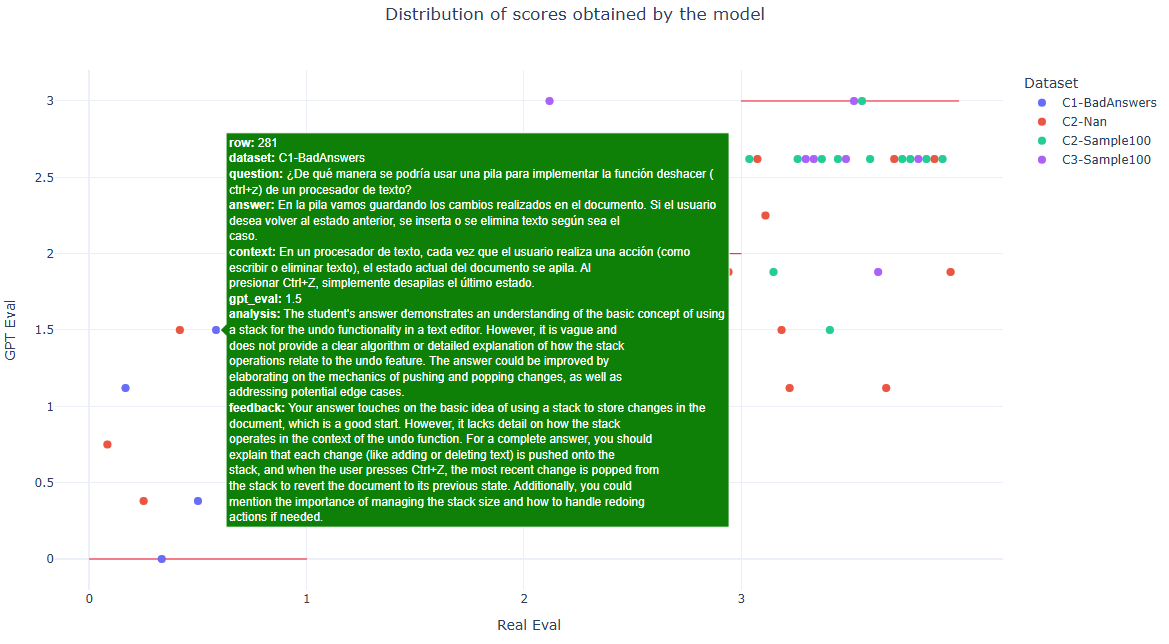 Distribution of scores obtained by the model
Dataset
C1-BadAnswers
C2-Nan
C2-Sample100
C3-Sample100
GPT Eval
3
2.5
2
1.5
1
0.5
0
row: 281
dataset: C1-BadAnswers
question: ¿De qué manera se podría usar una pila para implementar la función deshacer (
ctrl+z) de un procesador de texto?
answer: En la pila vamos guardando los cambios realizados en el documento. Si el usuario
desea volver al estado anterior, se inserta o se elimina texto según sea el
caso.
context: En un procesador de texto, cada vez que el usuario realiza una acción (como
escribir o eliminar texto), el estado actual del documento se apila. Al
presionar Ctrl+Z, simplemente desapilas el último estado.
gpt_eval: 1.5
analysis: The student's answer demonstrates an understanding of the basic concept of using
a stack for the undo functionality in a text editor. However, it is vague and
does not provide a clear algorithm or detailed explanation of how the stack
operations relate to the undo feature. The answer could be improved by
elaborating on the mechanics of pushing and popping changes, as well as
addressing potential edge cases.
feedback: Your answer touches on the basic idea of using a stack to store changes in the
document, which is a good start. However, it lacks detail on how the stack
operates in the context of the undo function. For a complete answer, you should
explain that each change (like adding or deleting text) is pushed onto the
stack, and when the user presses Ctrl+Z, the most recent change is popped from
the stack to revert the document to its previous state. Additionally, you could
mention the importance of managing the stack size and how to handle redoing
actions if needed.
0 1 2 3
Real Eval